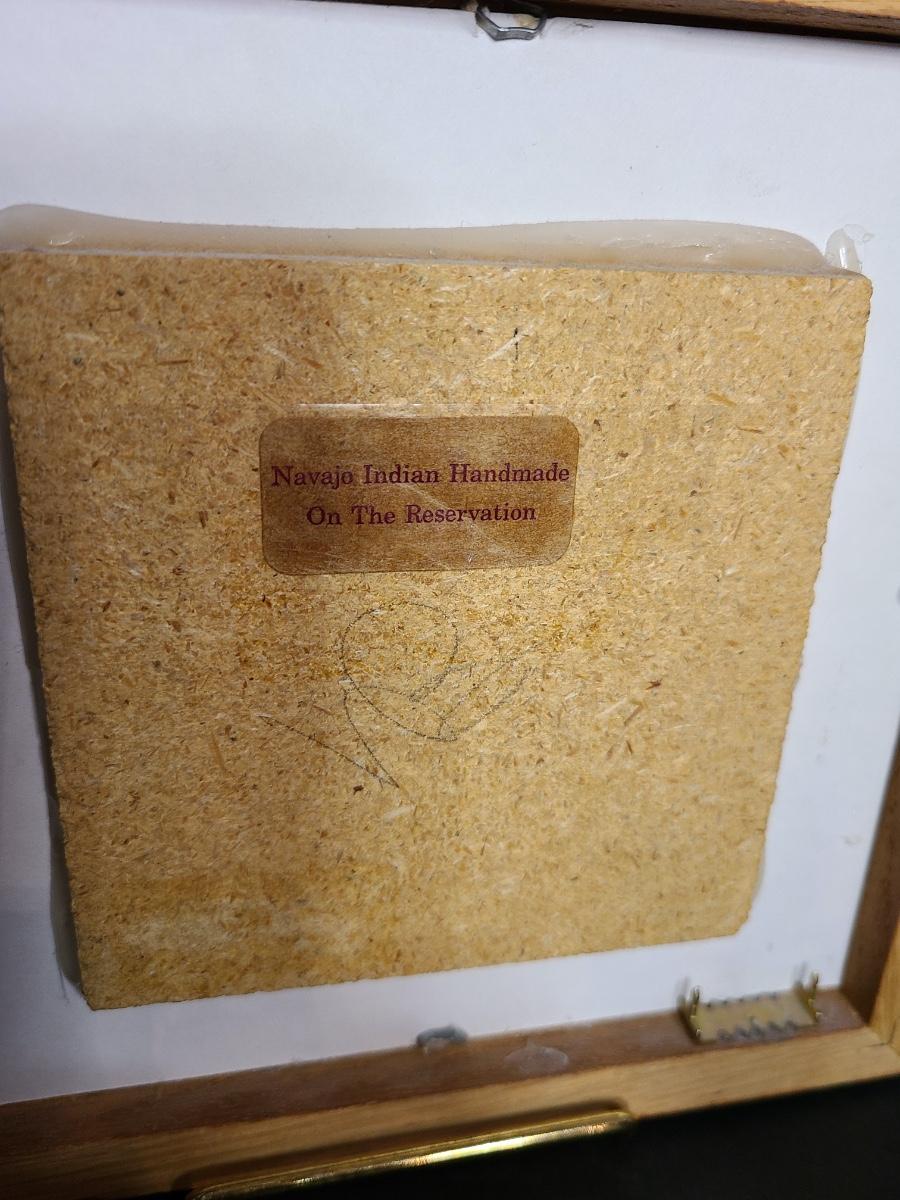 Navajo Indian Handmade
On The Reservation